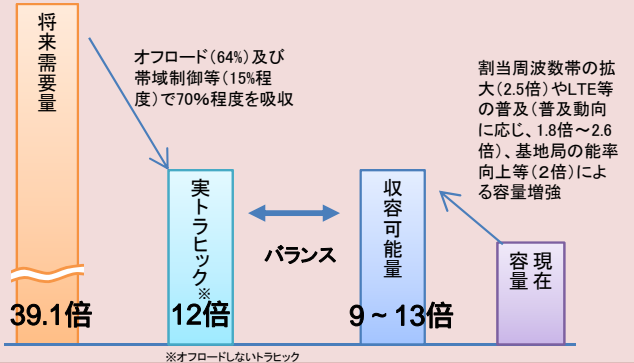 将来需要量
オフロード(64%)及び
帯域制御等(15%程
度)で70%程度を吸収
割当周波数帯の拡
大(2.5倍)やLTE等
の普及(普及動向
に応じ、1.8倍～2.6
倍)、基地局の能率
向上等(2倍)によ
る容量増強
実トラヒック※
バランス
収容可能量
現在
容量
39.1倍
12倍
9~13倍
※オフロードしないトラヒック